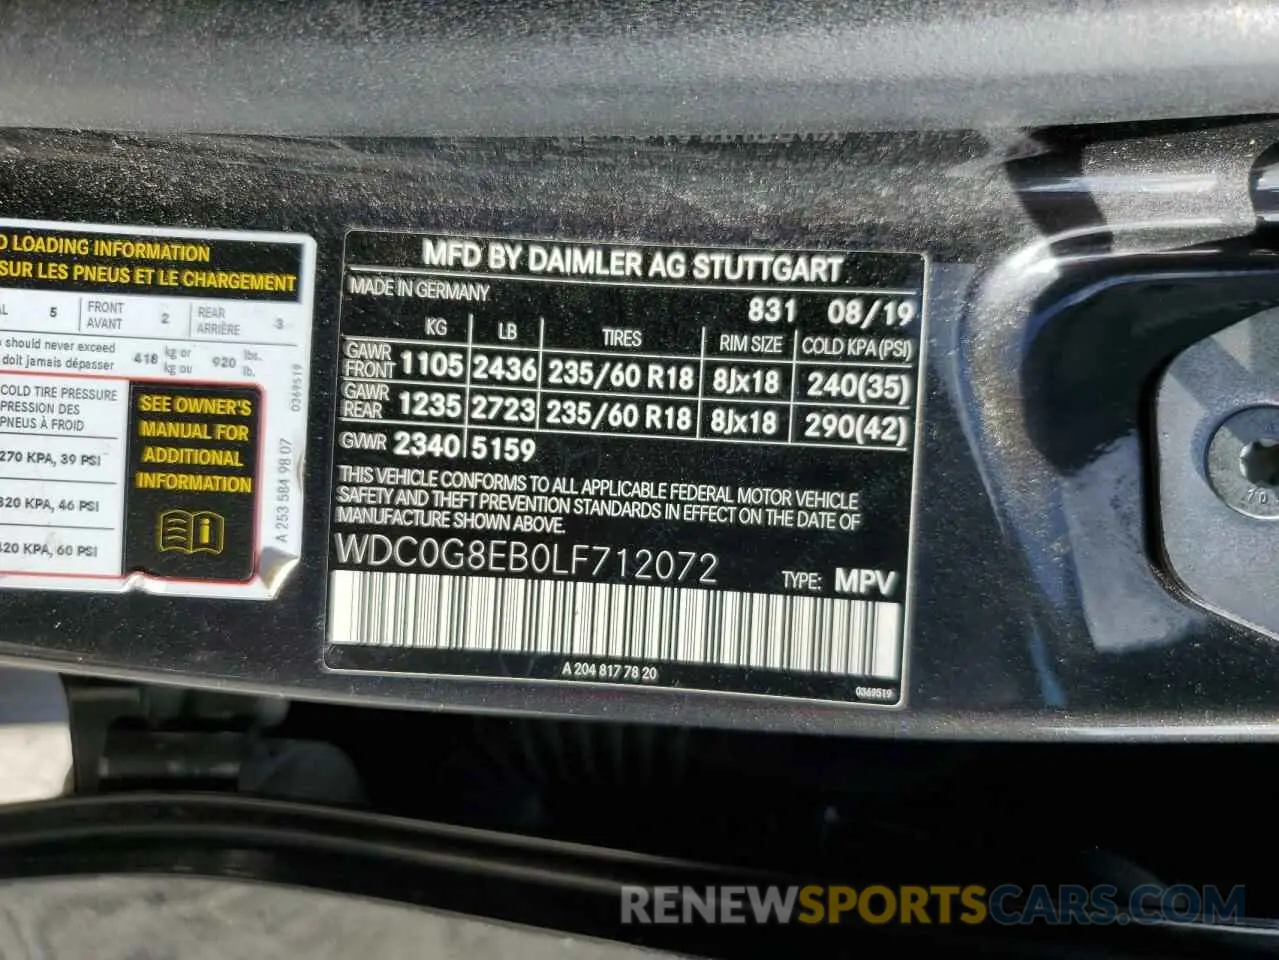 LOADING INFORMATION
SUR LES PNEUS ET LE CHARGEMENT
5 FRONT AVANT 2 REAR ARRIÈRE 3
should never exceed
doit jamais dépasser
418 kg or kg ou 920 lbs. lb.
COLD TIRE PRESSURE
PRESSION DES
PNEUS À FROID
270 KPA, 39 PSI
320 KPA, 46 PSI
420 KPA, 60 PSI
SEE OWNER'S
MANUAL FOR
ADDITIONAL
INFORMATION
0369519
A 253 584 98 07
MFD BY DAIMLER AG STUTTGART
MADE IN GERMANY
831 08/19
KG LB TIRES RIM SIZE COLD KPA (PSI)
GAWR FRONT 1105 2436 235/60 R18 8Jx18 240(35)
GAWR REAR 1235 2723 235/60 R18 8Jx18 290(42)
GVWR 2340 5159
THIS VEHICLE CONFORMS TO ALL APPLICABLE FEDERAL MOTOR VEHICLE
SAFETY AND THEFT PREVENTION STANDARDS IN EFFECT ON THE DATE OF
MANUFACTURE SHOWN ABOVE.
WDC0G8EB0LF712072
TYPE: MPV
A 204 817 78 20
0369519
RENEWSPORTSCARS.COM